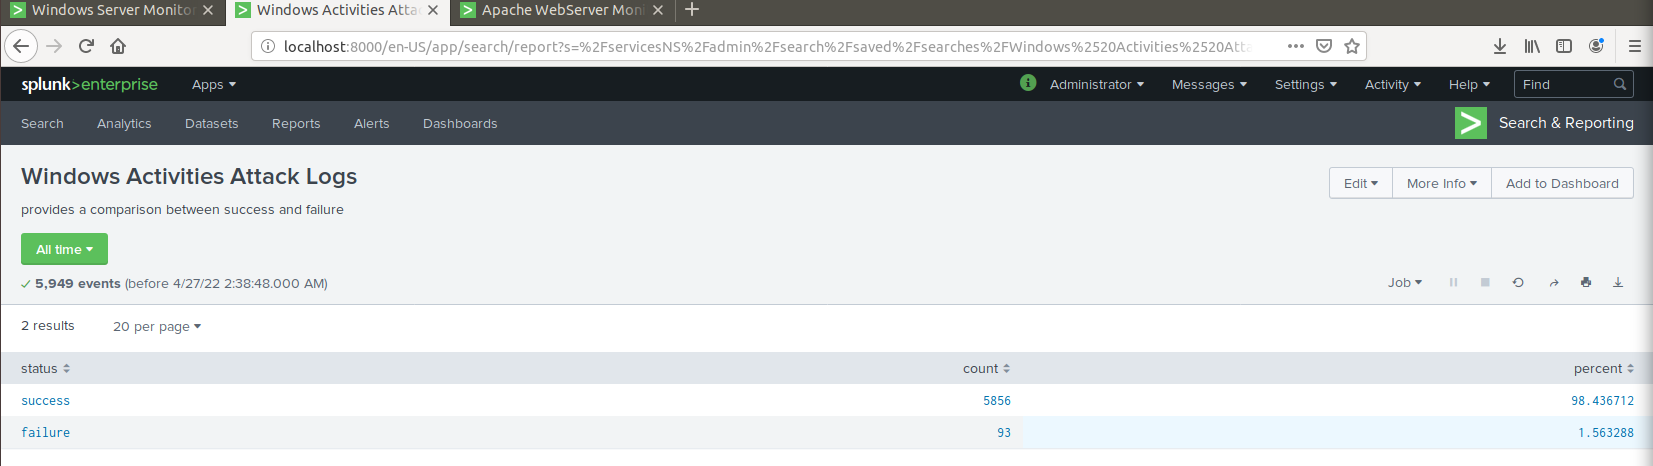 Windows Server Monitor
Windows Activities Atta
Apache WebServer Mon
localhost:8000/en-US/app/search/report?s=%2FservicesNS%2Fadmin%2Fsearch%2Fsaved%2Fsearches%2FWindows%2520Activities%2520Atta
splunk>enterprise Apps
Administrator Messages Settings Activity Help Find
Search Analytics Datasets Reports Alerts Dashboards
Search & Reporting
Windows Activities Attack Logs
Edit More Info Add to Dashboard
provides a comparison between success and failure
All time
5,949 events (before 4/27/22 2:38:48.000 AM)
Job
2 results 20 per page
status count percent
success 5856 98.436712
failure 93 1.563288